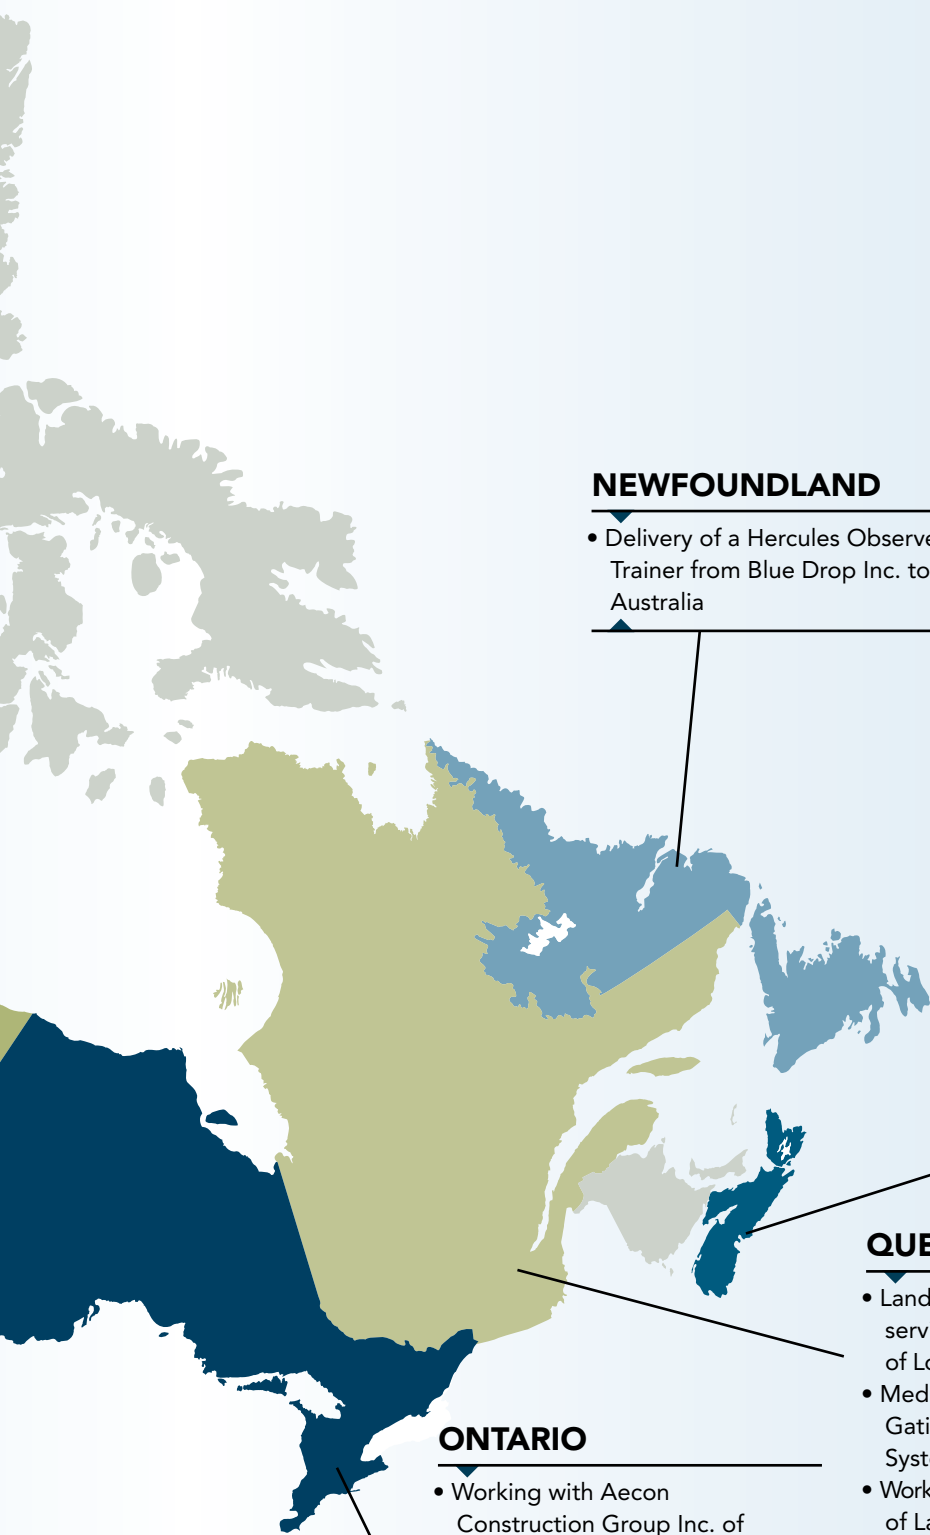 NEWFOUNDLAND
• Delivery of a Hercules Observe
Trainer from Blue Drop Inc. to
Australia
QUE
• Land
serv
of Lo
• Med
Gati
Syst
• Work
of La
ONTARIO
• Working with Aecon
Construction Group Inc. of